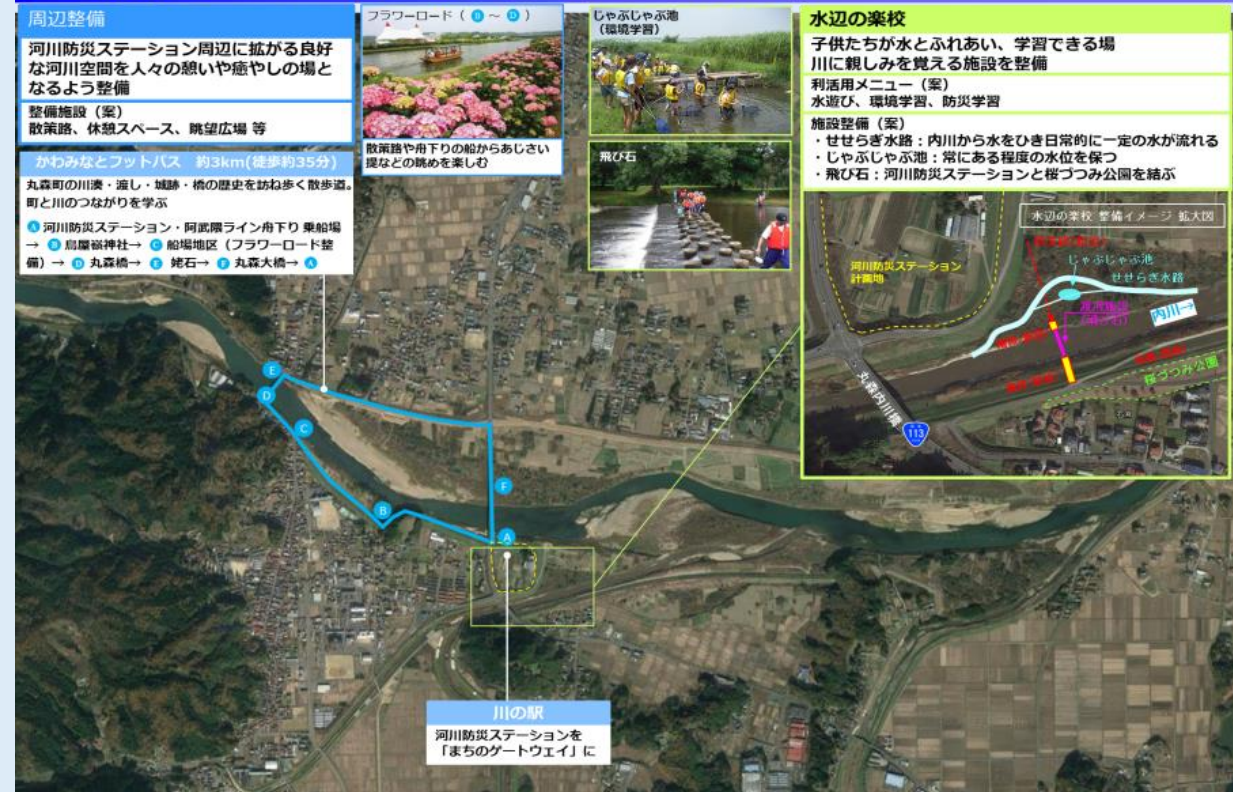 周辺整備
河川防災ステーション周辺に拡がる良好
な河川空間を人々の憩いや癒やしの場と
なるよう整備
整備施設（案）
散策路、休憩スペース、眺望広場 等
かわみなとフットパス 約3km(徒歩約35分)
丸森町の川湊・渡し・城跡・橋の歴史を訪ね歩く散歩道。
町と川のつながりを学ぶ
A 河川防災ステーション・阿武隈ライン舟下り 乗船場
→ B 鳥屋嶺神社→ C 船場地区（フラワーロード整
備）→ D 丸森橋→ E 姥石→ F 丸森大橋→ A
フラワーロード（ B ～ D ）
散策路や舟下りの船からあじさい
堤などの眺めを楽しむ
じゃぶじゃぶ池
（環境学習）
飛び石
水辺の楽校
子供たちが水とふれあい、学習できる場
川に親しみを覚える施設を整備
利活用メニュー（案）
水遊び、環境学習、防災学習
施設整備（案）
・せせらぎ水路：内川から水をひき日常的に一定の水が流れる
・じゃぶじゃぶ池：常にある程度の水位を保つ
・飛び石：河川防災ステーションと桜づつみ公園を結ぶ
水辺の楽校 整備イメージ 拡大図
河川防災ステーション
計画地
じゃぶじゃぶ池
せせらぎ水路
内川→
桜づつみ公園
丸森内川橋
113
E
D
C
B
F
A
川の駅
河川防災ステーションを
「まちのゲートウェイ」に